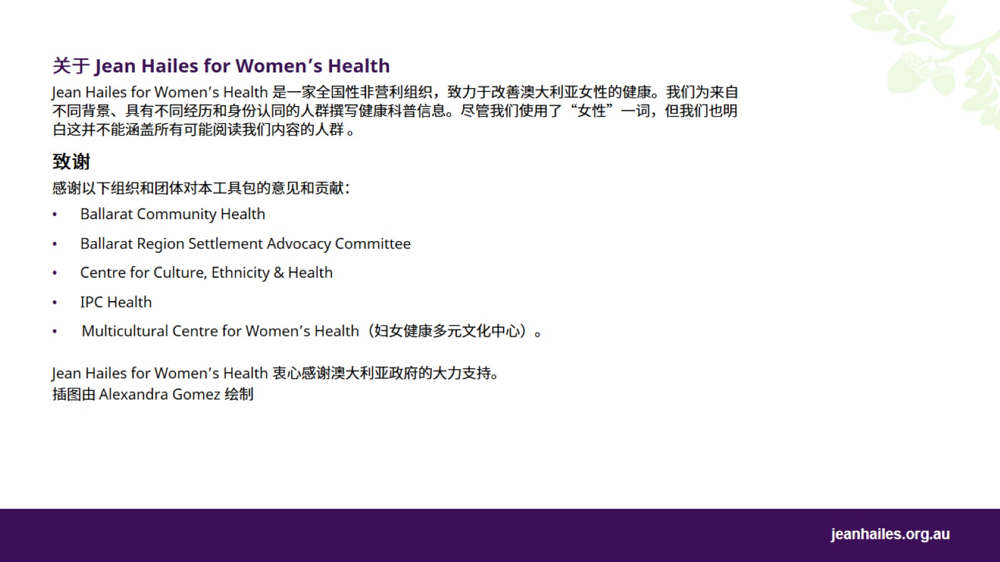 关于 Jean Hailes for Women’s Health
Jean Hailes for Women’s Health 是一家全国性非营利组织，致力于改善澳大利亚女性的健康。我们为来自
不同背景、具有不同经历和身份认同的人群撰写健康科普信息。尽管我们使用了“女性”一词，但我们也明
白这并不能涵盖所有可能阅读我们内容的人群 。
致谢
感谢以下组织和团体对本工具包的意见和贡献：
• Ballarat Community Health
• Ballarat Region Settlement Advocacy Committee
• Centre for Culture, Ethnicity & Health
• IPC Health
• Multicultural Centre for Women’s Health（妇女健康多元文化中心）。
Jean Hailes for Women’s Health 衷心感谢澳大利亚政府的大力支持。
插图由 Alexandra Gomez 绘制
jeanhailes.org.au